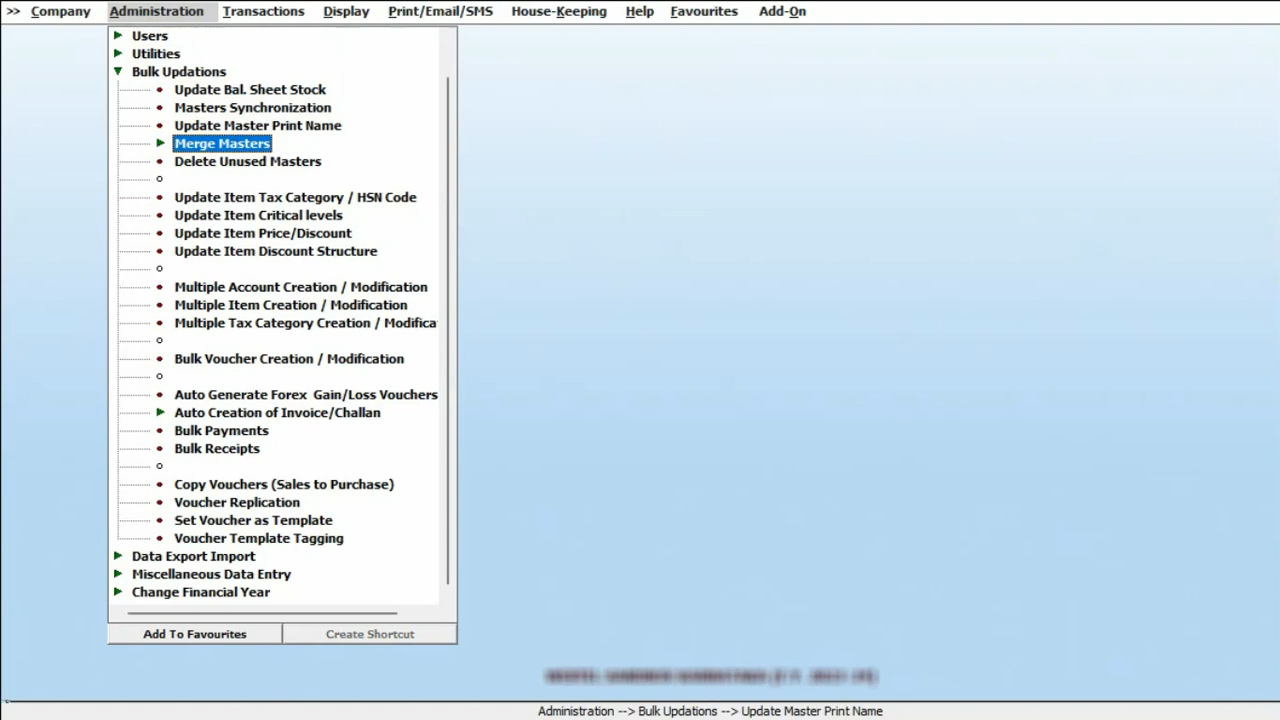 >> Company Administration Transactions Display Print/Email/SMS House-Keeping Help Favourites Add-On
Users
Utilities
Bulk Updations
Update Bal. Sheet Stock
Masters Synchronization
Update Master Print Name
Merge Masters
Delete Unused Masters
Update Item Tax Category / HSN Code
Update Item Critical levels
Update Item Price/Discount
Update Item Discount Structure
Multiple Account Creation / Modification
Multiple Item Creation / Modification
Multiple Tax Category Creation / Modifica
Bulk Voucher Creation / Modification
Auto Generate Forex Gain/Loss Vouchers
Auto Creation of Invoice/Challan
Bulk Payments
Bulk Receipts
Copy Vouchers (Sales to Purchase)
Voucher Replication
Set Voucher as Template
Voucher Template Tagging
Data Export Import
Miscellaneous Data Entry
Change Financial Year
Add To Favourites Create Shortcut
Administration --> Bulk Updations --> Update Master Print Name